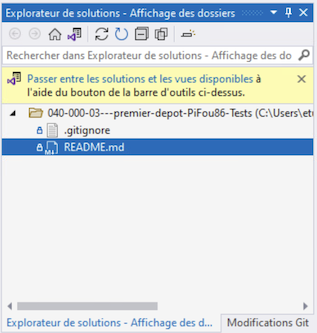 Explorateur de solutions - Affichage des dossiers
Rechercher dans Explorateur de solutions - Affichage des do
Passer entre les solutions et les vues disponibles à
l'aide du bouton de la barre d'outils ci-dessus.
040-000-03---premier-depot-PiFou86-Tests (C:\Users\etu
.gitignore
README.md
Explorateur de solutions - Affichage des d... Modifications Git